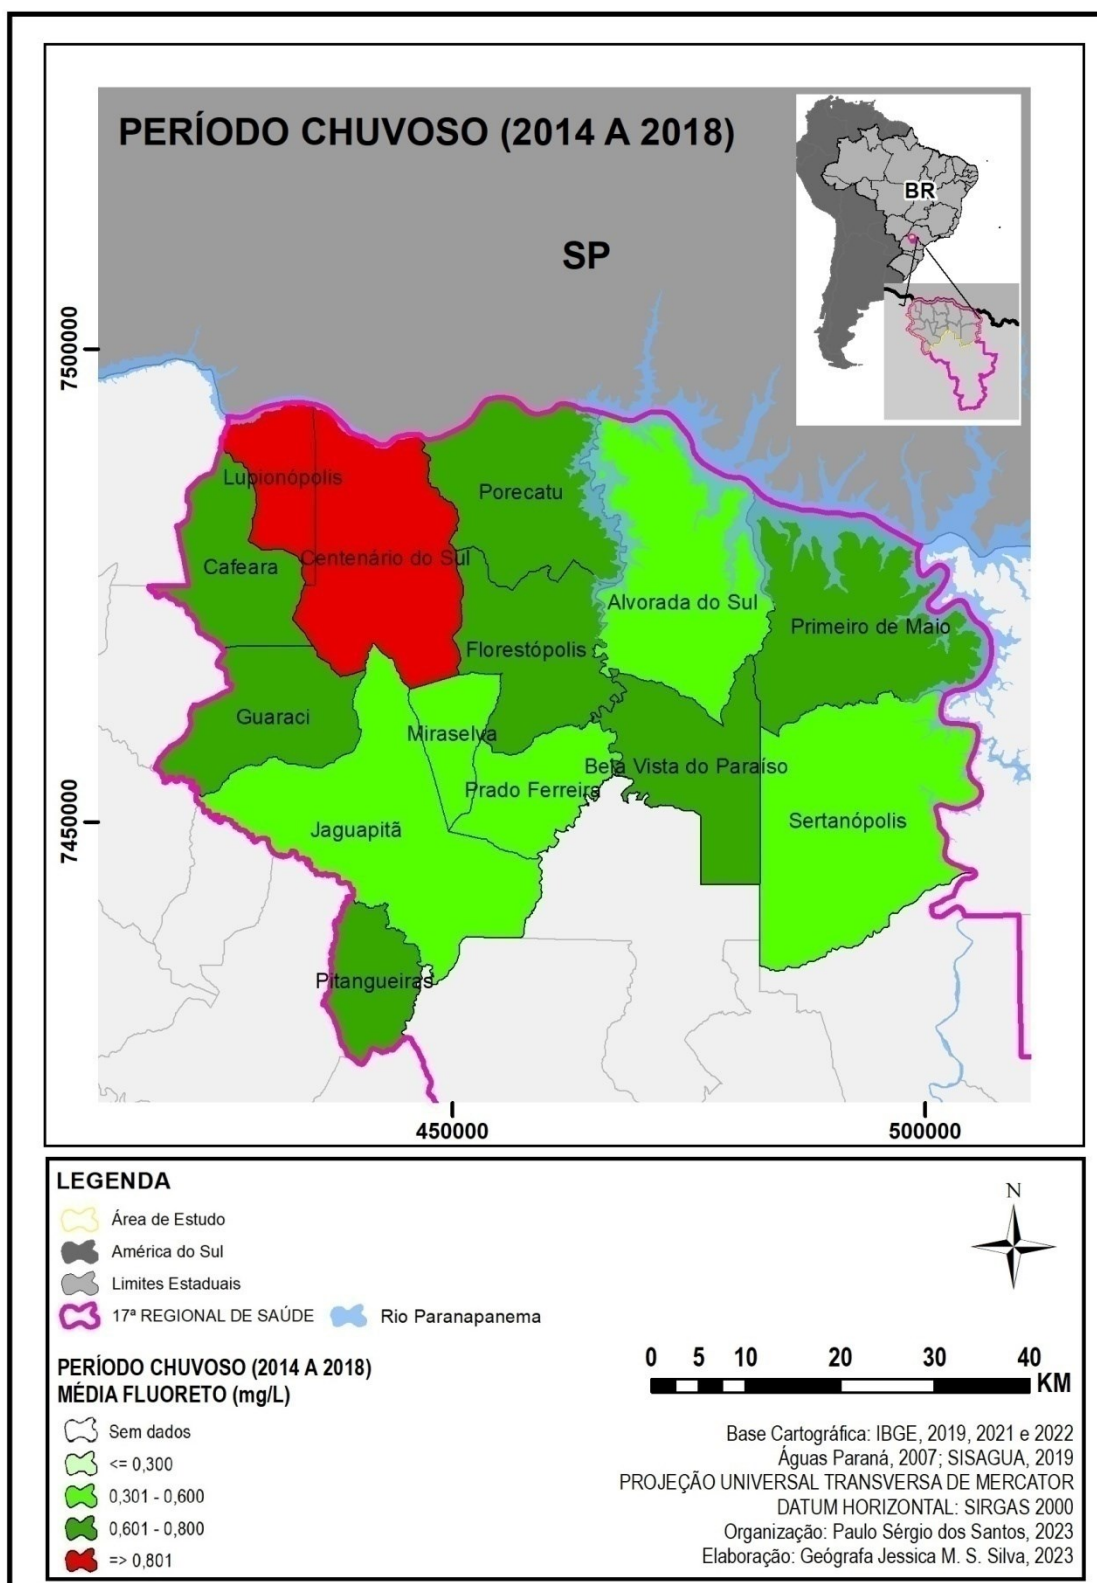 PERÍODO CHUVOSO (2014 A 2018)
BR
SP
7500000
Lupionópolis
Porecatu
Cafeara
Centenário do Sul
Alvorada do Sul
Primeiro de Maio
Florestópolis
Guaraci
Miraselva
Bela Vista do Paraíso
Prado Ferreira
Jaguapitã
Sertanópolis
7450000
Pitangueiras
450000
500000
LEGENDA
Área de Estudo
América do Sul
Limites Estaduais
17ª REGIONAL DE SAÚDE
Rio Paranapanema
N
PERÍODO CHUVOSO (2014 A 2018)
MÉDIA FLUORETO (mg/L)
Sem dados
<= 0,300
0,301 - 0,600
0,601 - 0,800
=> 0,801
0 5 10 20 30 40
KM
Base Cartográfica: IBGE, 2019, 2021 e 2022
Águas Paraná, 2007; SISAGUA, 2019
PROJEÇÃO UNIVERSAL TRANSVERSA DE MERCATOR
DATUM HORIZONTAL: SIRGAS 2000
Organização: Paulo Sérgio dos Santos, 2023
Elaboração: Geógrafa Jessica M. S. Silva, 2023